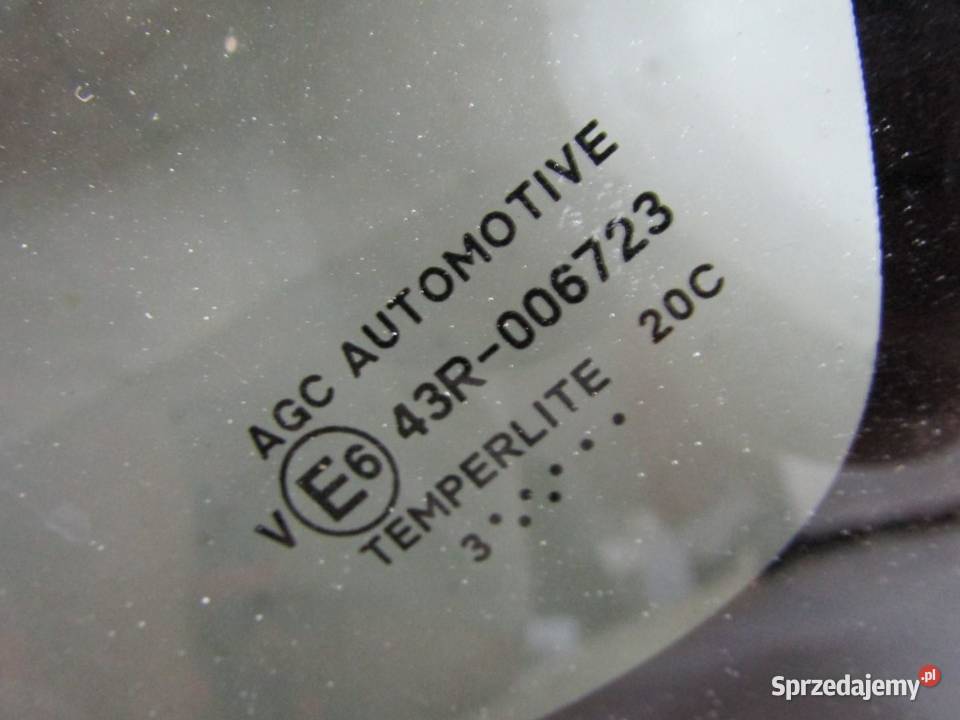 AGC AUTOMOTIVE
V E6 43R-006723
TEMPERLITE 20C
3
Sprzedajemy.pl